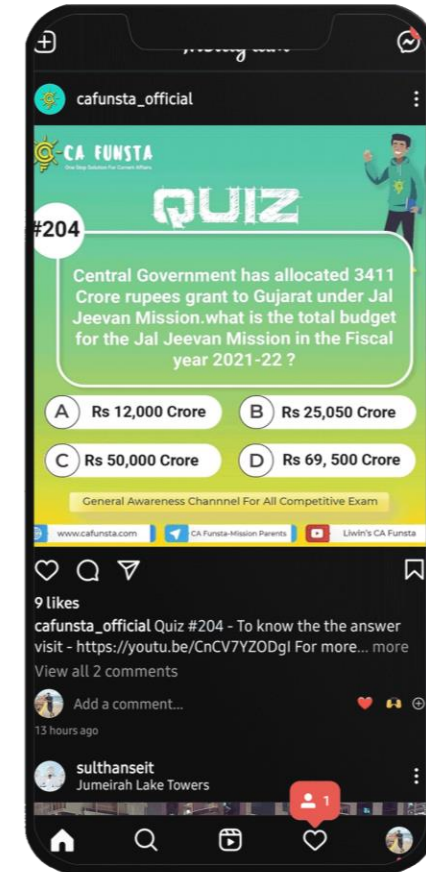 cafunsta_official
CA FUNSTA
One Stop Solution For Current Affairs
QUIZ
#204
Central Government has allocated 3411
Crore rupees grant to Gujarat under Jal
Jeevan Mission.what is the total budget
for the Jal Jeevan Mission in the Fiscal
year 2021-22 ?
A Rs 12,000 Crore
B Rs 25,050 Crore
C Rs 50,000 Crore
D Rs 69, 500 Crore
General Awareness Channnel For All Competitive Exam
www.cafunsta.com CA Funsta-Mission Parents Liwin's CA Funsta
9 likes
cafunsta_official Quiz #204 - To know the the answer
visit - https://youtu.be/CnCV7YZODgI For more... more
View all 2 comments
Add a comment...
13 hours ago
sulthanseit
Jumeirah Lake Towers
1